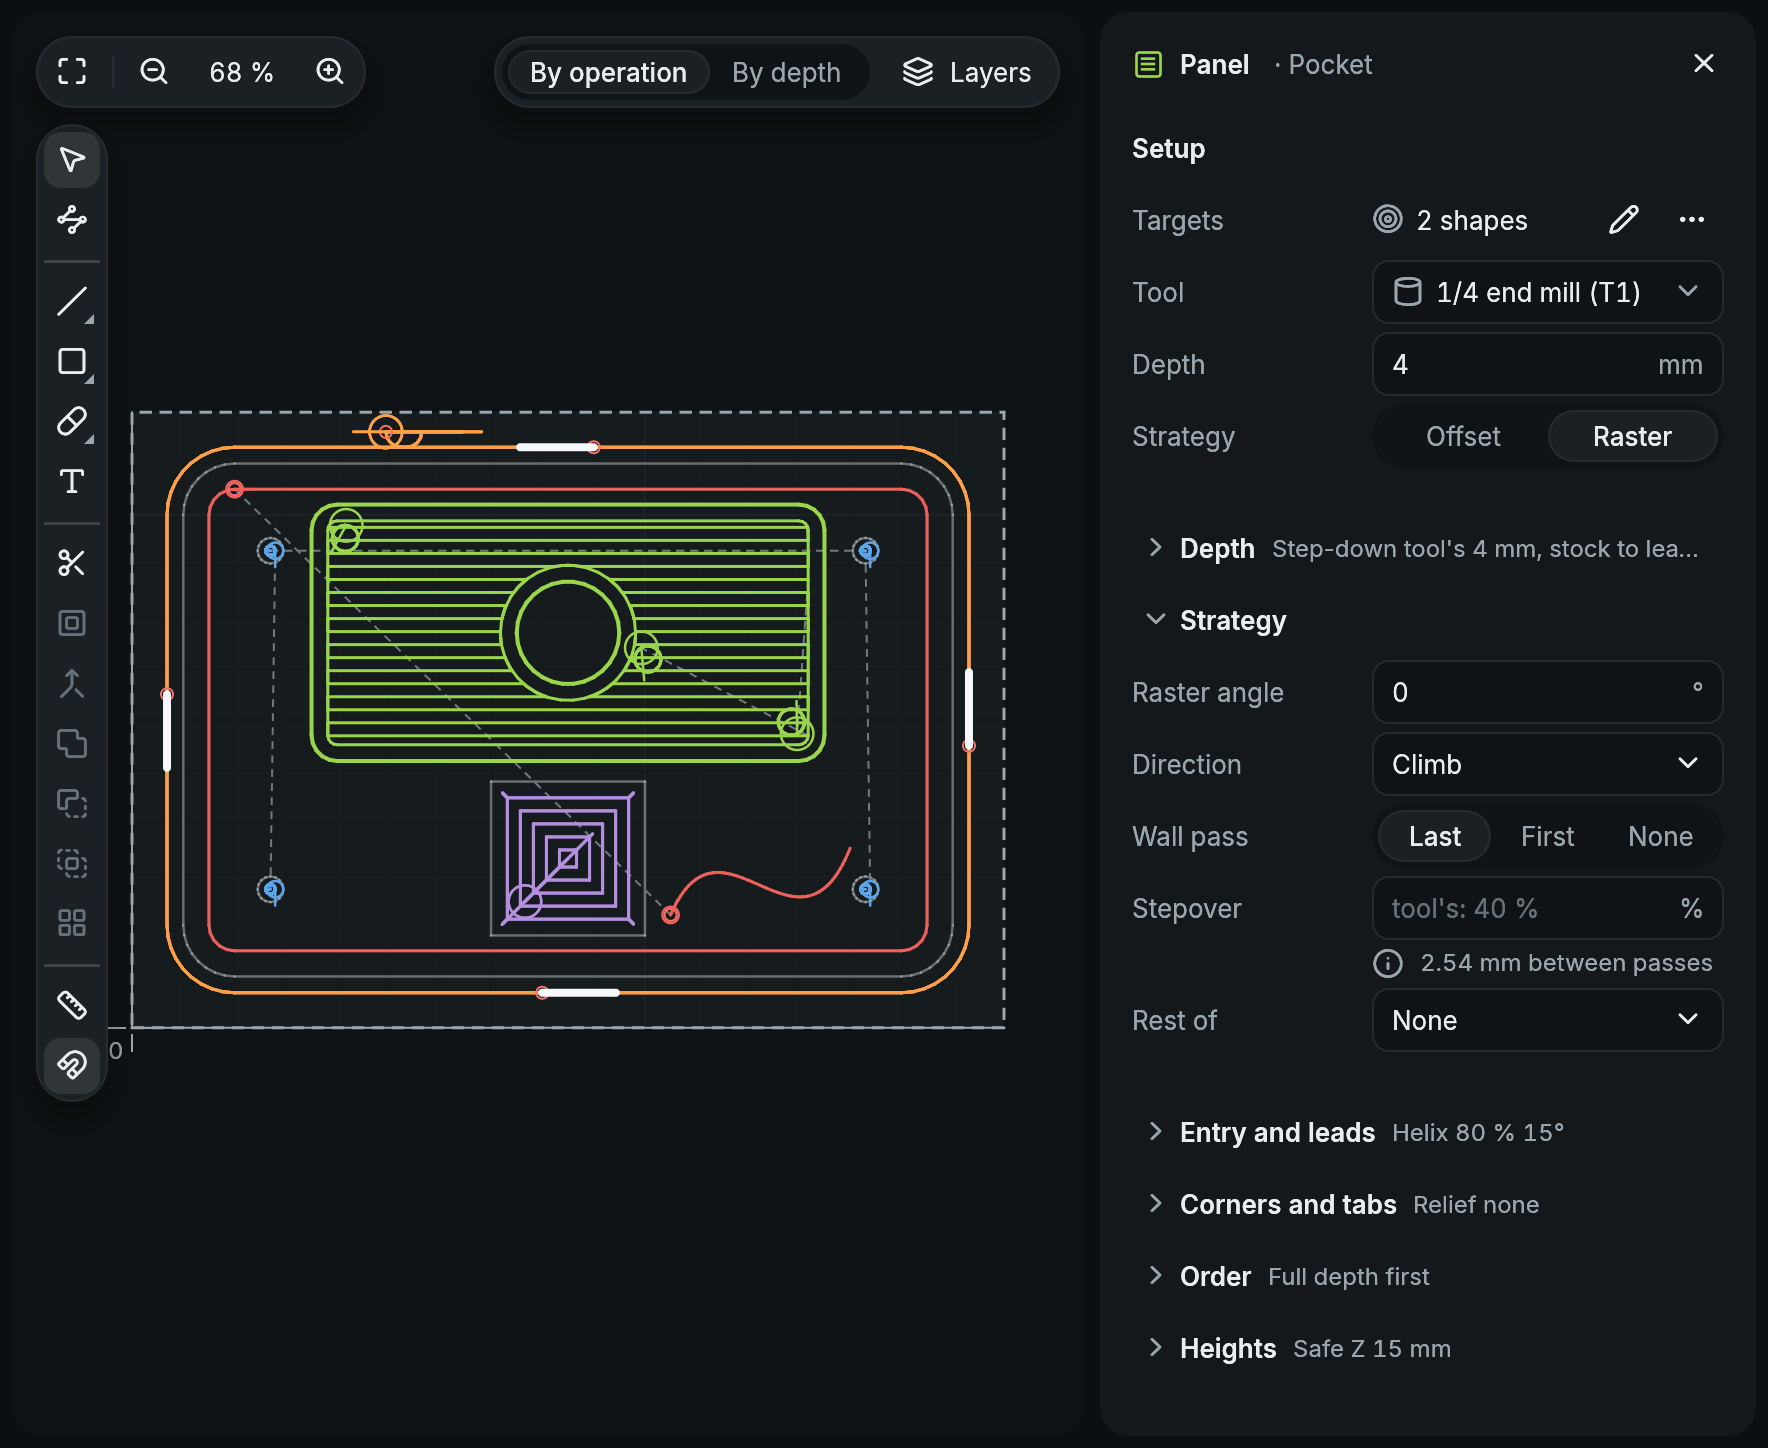 68 %
By operation
By depth
Layers
0
Panel · Pocket
Setup
Targets
2 shapes
Tool
1/4 end mill (T1)
Depth
4 mm
Strategy
Offset
Raster
Depth Step-down tool's 4 mm, stock to lea...
Strategy
Raster angle
0 °
Direction
Climb
Wall pass
Last
First
None
Stepover
tool's: 40 % %
2.54 mm between passes
Rest of
None
Entry and leads Helix 80 % 15°
Corners and tabs Relief none
Order Full depth first
Heights Safe Z 15 mm